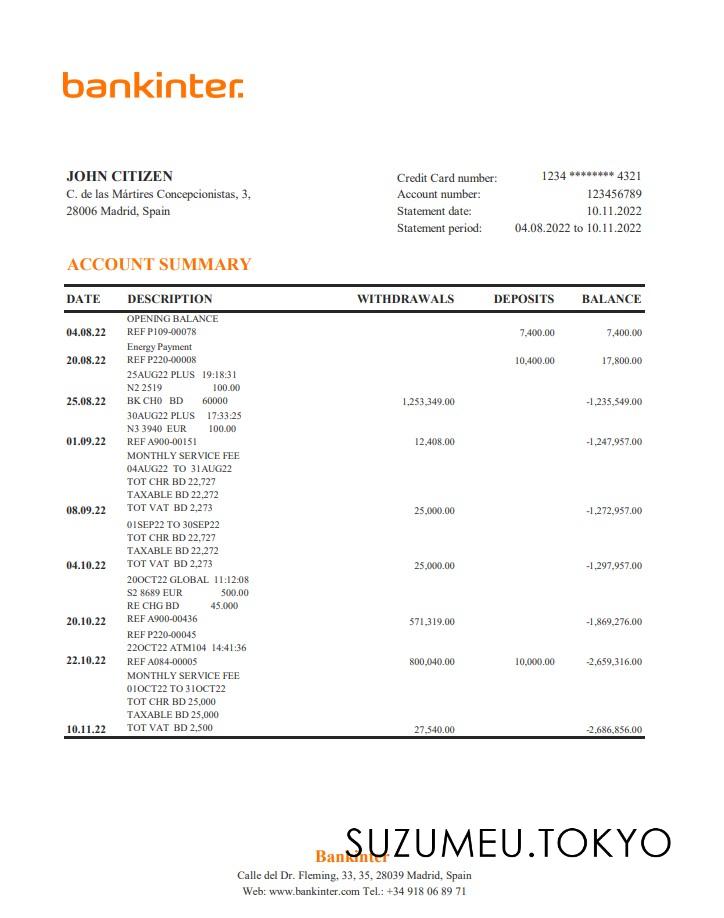 bankinter.
JOHN CITIZEN
C. de las Mártires Concepcionistas, 3,
28006 Madrid, Spain
Credit Card number: 1234 ******** 4321
Account number: 123456789
Statement date: 10.11.2022
Statement period: 04.08.2022 to 10.11.2022
ACCOUNT SUMMARY
DATE DESCRIPTION WITHDRAWALS DEPOSITS BALANCE
OPENING BALANCE
04.08.22 REF P109-00078 7,400.00 7,400.00
Energy Payment
20.08.22 REF P220-00008 10,400.00 17,800.00
25AUG22 PLUS 19:18:31
N2 2519 100.00
25.08.22 BK CH0 BD 60000 1,253,349.00 -1,235,549.00
30AUG22 PLUS 17:33:25
N3 3940 EUR 100.00
01.09.22 REF A900-00151 12,408.00 -1,247,957.00
MONTHLY SERVICE FEE
04AUG22 TO 31AUG22
TOT CHR BD 22,727
TAXABLE BD 22,272
08.09.22 TOT VAT BD 2,273 25,000.00 -1,272,957.00
01SEP22 TO 30SEP22
TOT CHR BD 22,727
TAXABLE BD 22,272
04.10.22 TOT VAT BD 2,273 25,000.00 -1,297,957.00
20OCT22 GLOBAL 11:12:08
S2 8689 EUR 500.00
RE CHG BD 45.000
20.10.22 REF A900-00436 571,319.00 -1,869,276.00
REF P220-00045
22OCT22 ATM104 14:41:36
22.10.22 REF A084-00005 800,040.00 10,000.00 -2,659,316.00
MONTHLY SERVICE FEE
01OCT22 TO 31OCT22
TOT CHR BD 25,000
TAXABLE BD 25,000
10.11.22 TOT VAT BD 2,500 27,540.00 -2,686,856.00
SUZUMEU.TOKYO
Bankinter
Calle del Dr. Fleming, 33, 35, 28039 Madrid, Spain
Web: www.bankinter.com Tel.: +34 918 06 89 71